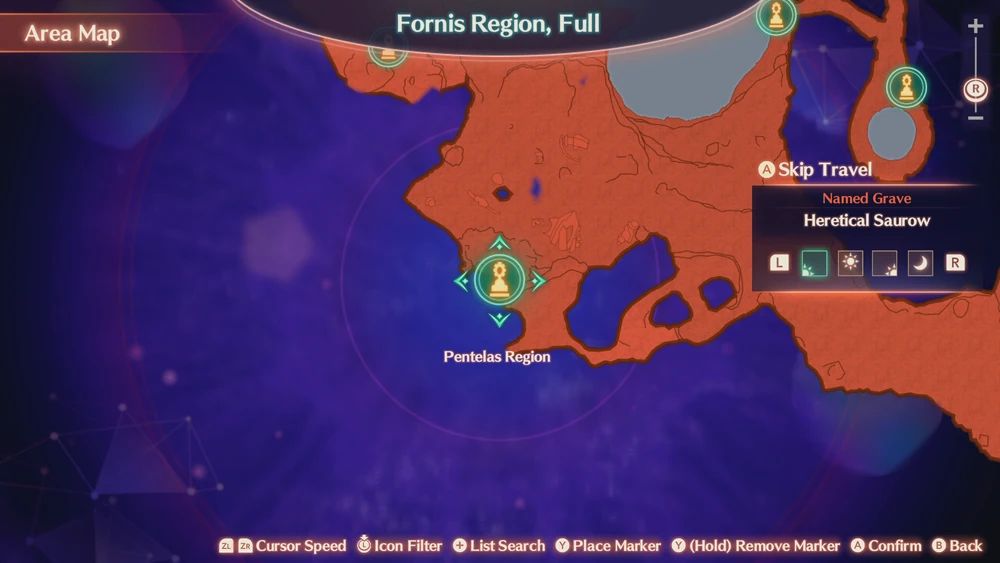 Area Map
Fornis Region, Full
R
A Skip Travel
Named Grave
Heretical Saurow
L R
Pentelas Region
ZL ZR Cursor Speed L Icon Filter List Search Y Place Marker Y (Hold) Remove Marker A Confirm B Back